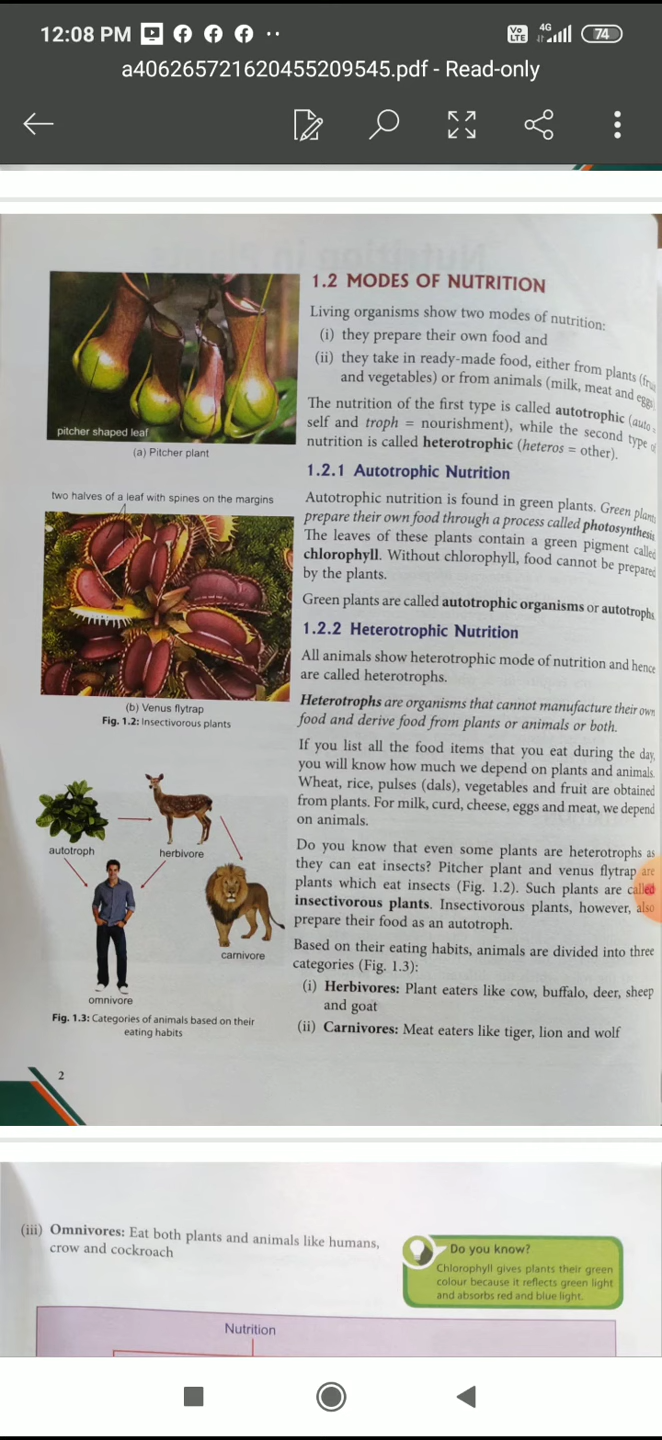 12:08 PM
Vo LTE 4G 74
a406265721620455209545.pdf - Read-only
pitcher shaped leaf
(a) Pitcher plant
two halves of a leaf with spines on the margins
(b) Venus flytrap
Fig. 1.2: Insectivorous plants
autotroph
herbivore
carnivore
omnivore
Fig. 1.3: Categories of animals based on their
eating habits
2
1.2 MODES OF NUTRITION
Living organisms show two modes of nutrition:
(i) they prepare their own food and
(ii) they take in ready-made food, either from plants
and vegetables) or from animals (milk, meat and eggs
The nutrition of the first type is called autotrophic (auto =
self and troph = nourishment), while the second type of
nutrition is called heterotrophic (heteros = other).
1.2.1 Autotrophic Nutrition
Autotrophic nutrition is found in green plants. Green plants
prepare their own food through a process called photosynthesis
The leaves of these plants contain a green pigment called
chlorophyll. Without chlorophyll, food cannot be prepared
by the plants.
Green plants are called autotrophic organisms or autotrophs
1.2.2 Heterotrophic Nutrition
All animals show heterotrophic mode of nutrition and hence
are called heterotrophs.
Heterotrophs are organisms that cannot manufacture their own
food and derive food from plants or animals or both.
If you list all the food items that you eat during the day,
you will know how much we depend on plants and animals.
Wheat, rice, pulses (dals), vegetables and fruit are obtained
from plants. For milk, curd, cheese, eggs and meat, we depend
on animals.
Do you know that even some plants are heterotrophs as
they can eat insects? Pitcher plant and venus flytrap are
plants which eat insects (Fig. 1.2). Such plants are called
insectivorous plants. Insectivorous plants, however, also
prepare their food as an autotroph.
Based on their eating habits, animals are divided into three
categories (Fig. 1.3):
(i) Herbivores: Plant eaters like cow, buffalo, deer, sheep
and goat
(ii) Carnivores: Meat eaters like tiger, lion and wolf
(iii) Omnivores: Eat both plants and animals like humans,
crow and cockroach
Do you know?
Chlorophyll gives plants their green
colour because it reflects green light
and absorbs red and blue light.
Nutrition